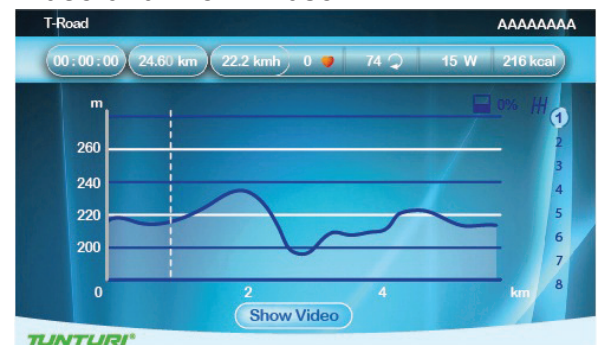 T-Road AAAAAAAA
00:00:00 24.60 km 22.2 kmh 0 74 15 W 216 kcal
m 0% 1
2
260
3
240 4
220 5
6
200
7
0 2 4 km 8
Show Video
TUNTURI®